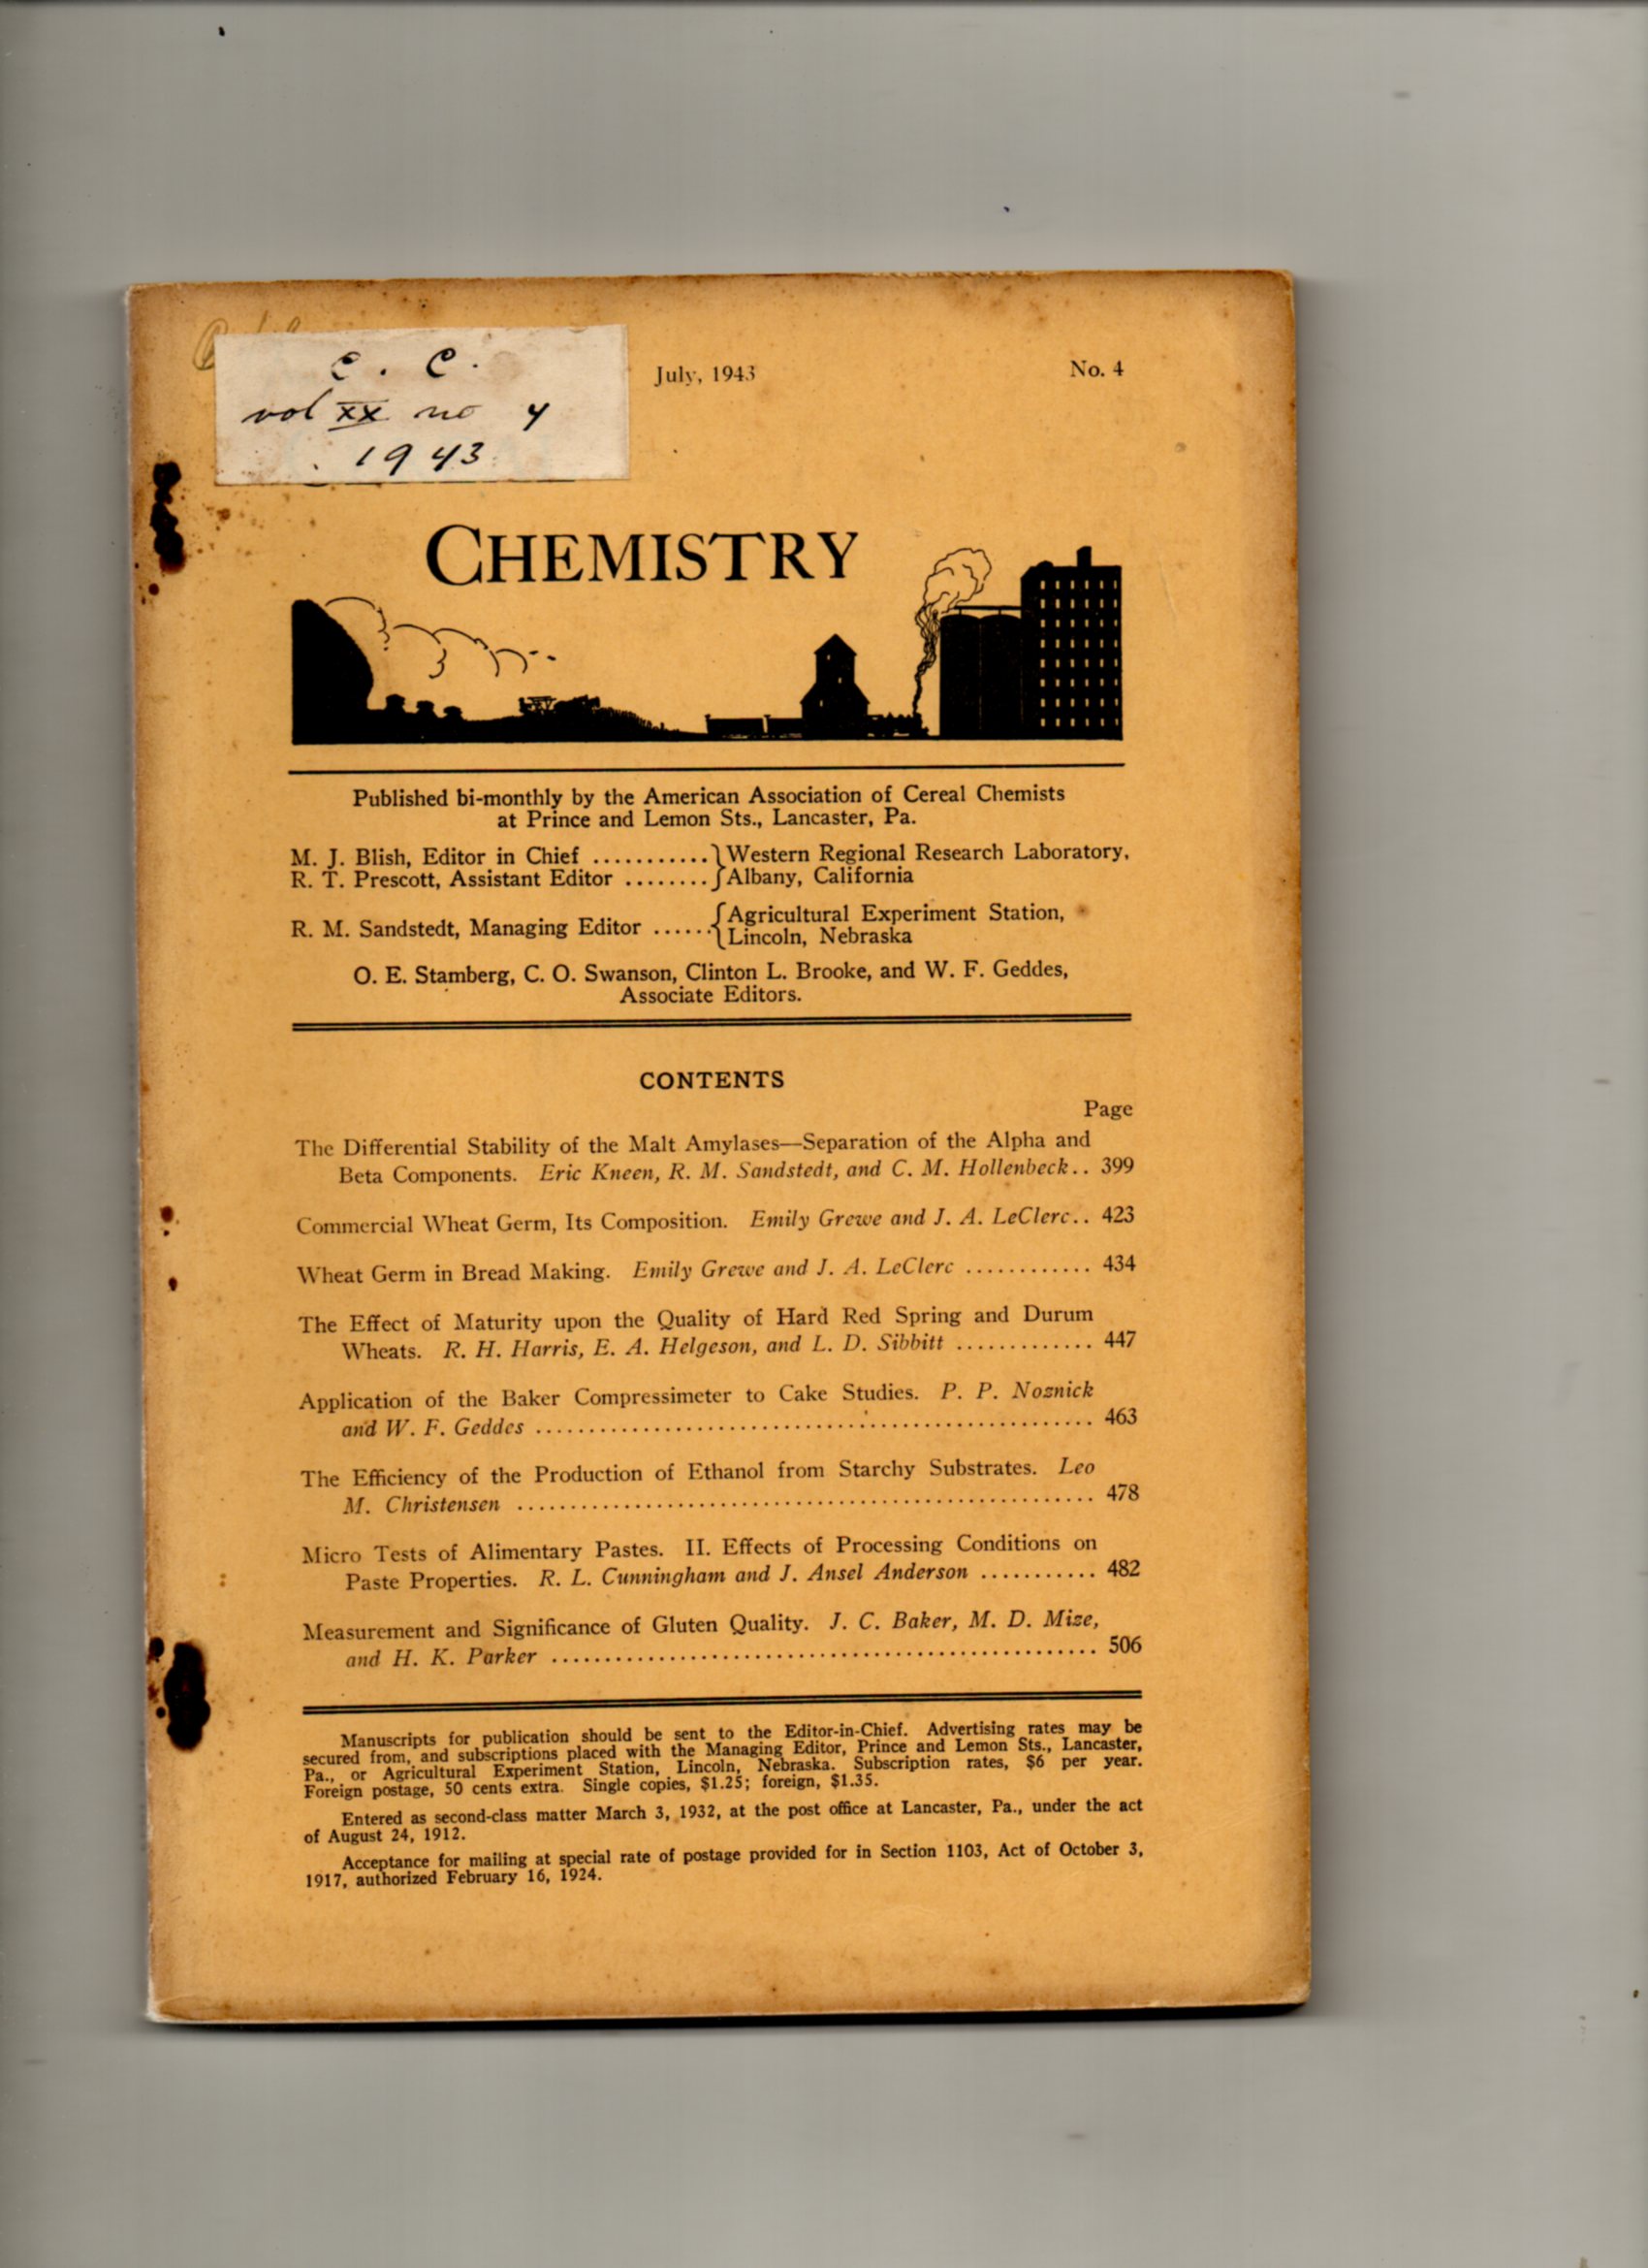 C. C.
vol XX no 4
1943
July, 1943
No. 4
CHEMISTRY
Published bi-monthly by the American Association of Cereal Chemists
at Prince and Lemon Sts., Lancaster, Pa.
M. J. Blish, Editor in Chief ........... } Western Regional Research Laboratory,
R. T. Prescott, Assistant Editor ........ } Albany, California
R. M. Sandstedt, Managing Editor ...... { Agricultural Experiment Station,
Lincoln, Nebraska
O. E. Stamberg, C. O. Swanson, Clinton L. Brooke, and W. F. Geddes,
Associate Editors.
CONTENTS
Page
The Differential Stability of the Malt Amylases—Separation of the Alpha and
Beta Components. Eric Kneen, R. M. Sandstedt, and C. M. Hollenbeck.. 399
Commercial Wheat Germ, Its Composition. Emily Grewe and J. A. LeClerc.. 423
Wheat Germ in Bread Making. Emily Grewe and J. A. LeClerc ............ 434
The Effect of Maturity upon the Quality of Hard Red Spring and Durum
Wheats. R. H. Harris, E. A. Helgeson, and L. D. Sibbitt ............. 447
Application of the Baker Compressimeter to Cake Studies. P. P. Noznick
and W. F. Geddes ..................................................... 463
The Efficiency of the Production of Ethanol from Starchy Substrates. Leo
M. Christensen ....................................................... 478
Micro Tests of Alimentary Pastes. II. Effects of Processing Conditions on
Paste Properties. R. L. Cunningham and J. Ansel Anderson ........... 482
Measurement and Significance of Gluten Quality. J. C. Baker, M. D. Mize,
and H. K. Parker .................................................... 506
Manuscripts for publication should be sent to the Editor-in-Chief. Advertising rates may be
secured from, and subscriptions placed with the Managing Editor, Prince and Lemon Sts., Lancaster,
Pa., or Agricultural Experiment Station, Lincoln, Nebraska. Subscription rates, $6 per year.
Foreign postage, 50 cents extra. Single copies, $1.25; foreign, $1.35.
Entered as second-class matter March 3, 1932, at the post office at Lancaster, Pa., under the act
of August 24, 1912.
Acceptance for mailing at special rate of postage provided for in Section 1103, Act of October 3,
1917, authorized February 16, 1924.